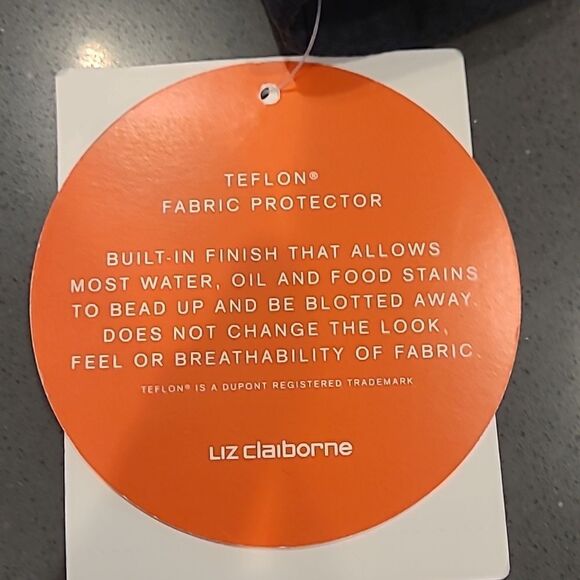 TEFLON®
FABRIC PROTECTOR
BUILT-IN FINISH THAT ALLOWS
MOST WATER, OIL AND FOOD STAINS
TO BEAD UP AND BE BLOTTED AWAY.
DOES NOT CHANGE THE LOOK,
FEEL OR BREATHABILITY OF FABRIC.
TEFLON® IS A DUPONT REGISTERED TRADEMARK
LIZ claiborne